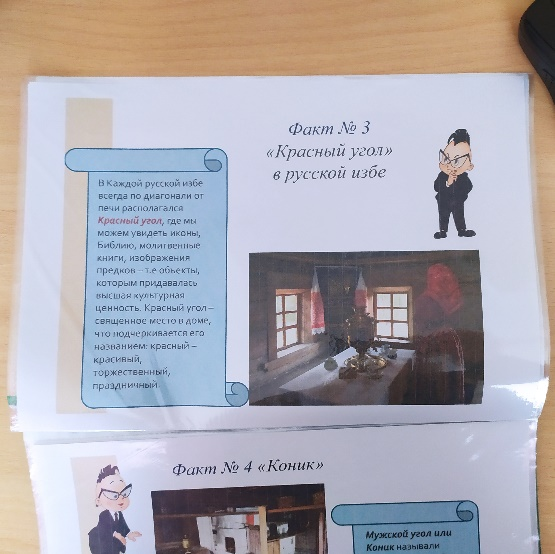 Факт № 3
«Красный угол»
в русской избе
В Каждой русской избе
всегда по диагонали от
печи располагался
Красный угол, где мы
можем увидеть иконы,
Библию, молитвенные
книги, изображения
предков – т.е объекты,
которым придавалась
высшая культурная
ценность. Красный угол –
священное место в доме,
что подчеркивается его
названием: красный –
красивый,
торжественный,
праздничный.
Факт № 4 «Коник»
Мужской угол или
Коник называли